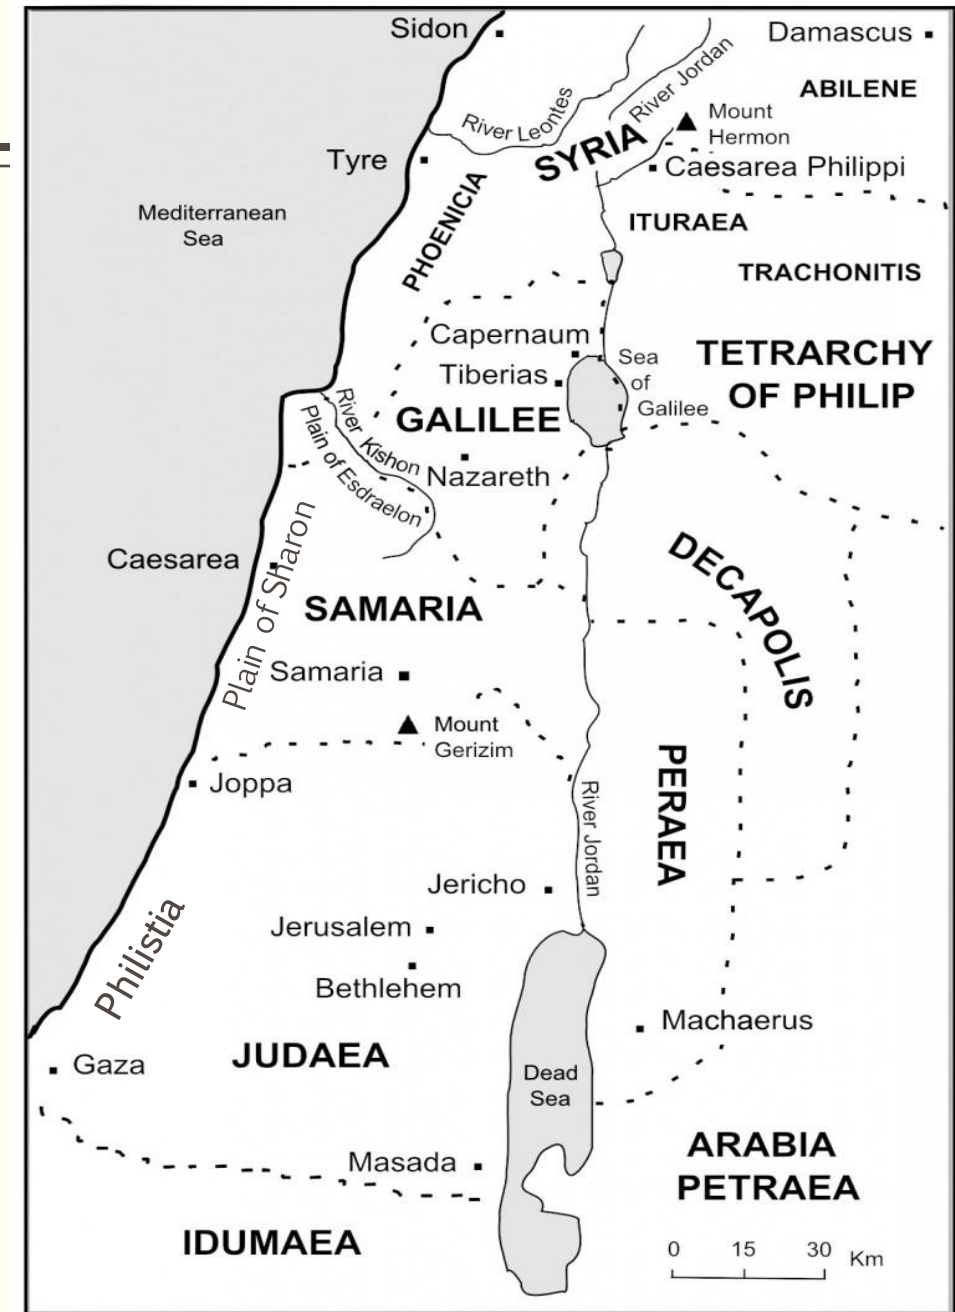 Sidon
Damascus
River Jordan
ABILENE
River Leontes
Mount
Hermon
SYRIA
Tyre
Caesarea Philippi
PHOENICIA
Mediterranean
Sea
ITURAEA
TRACHONITIS
Capernaum
Sea
of
Galilee
TETRARCHY
OF PHILIP
Tiberias
GALILEE
River Kishon
Plain of Esdraelon
Nazareth
Plain of Sharon
Caesarea
DECAPOLIS
SAMARIA
Samaria
Mount
Gerizim
Joppa
PERAEA
River Jordan
Jericho
Jerusalem
Philistia
Bethlehem
Machaerus
JUDAEA
Gaza
Dead
Sea
Masada
ARABIA
PETRAEA
IDUMAEA
0 15 30 Km